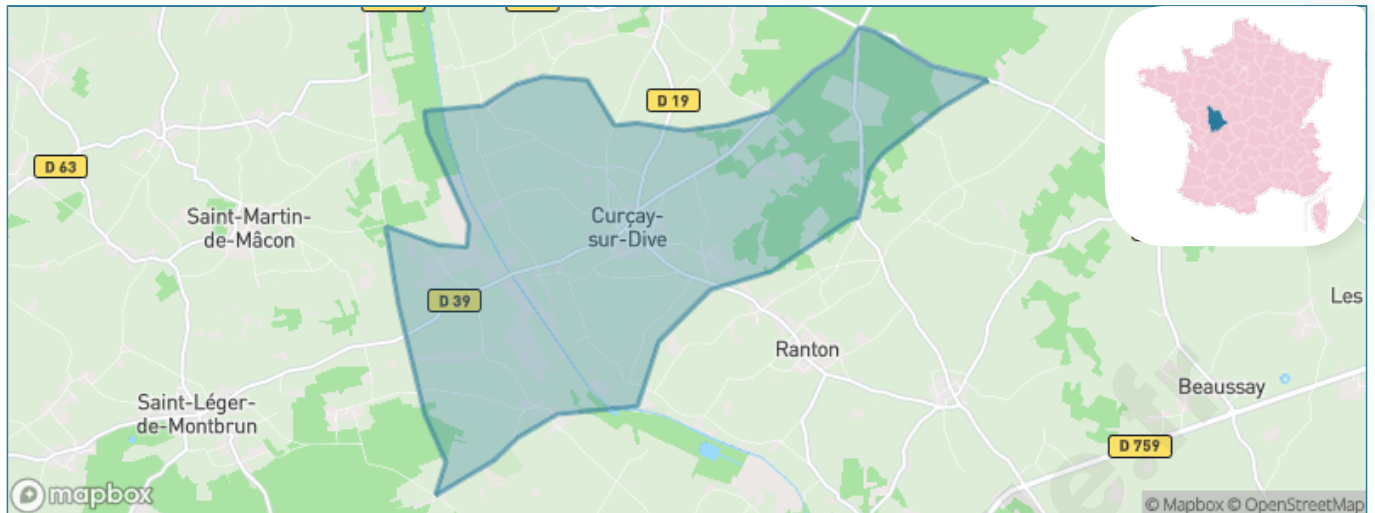 D 19
D 63
Saint-Martin-
de-Mâcon
Curçay-
sur-Dive
D 39
Les
Ranton
Beaussay
Saint-Léger-
de-Montbrun
D 759
mapbox
© Mapbox © OpenStreetMap